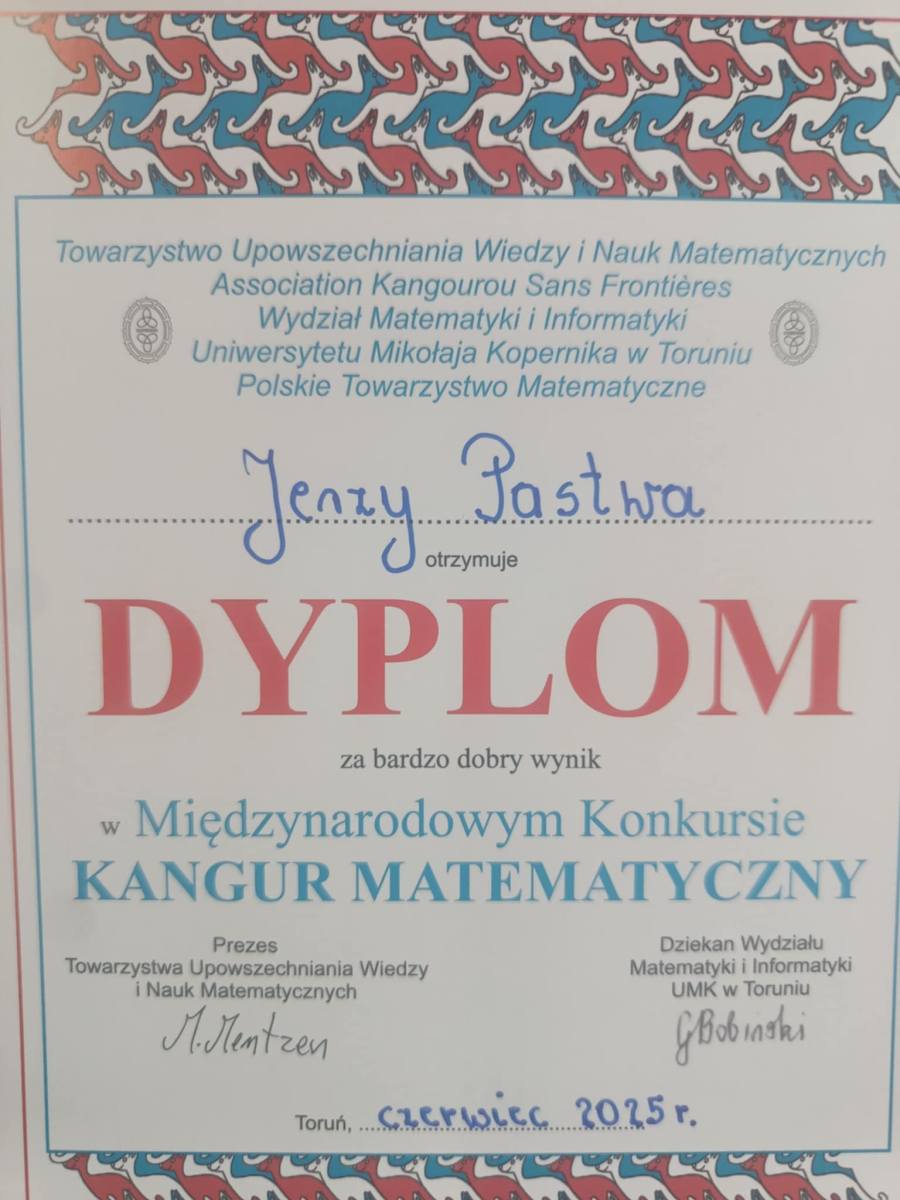 Towarzystwo Upowszechniania Wiedzy i Nauk Matematycznych
Association Kangourou Sans Frontières
Wydział Matematyki i Informatyki
Uniwersytetu Mikołaja Kopernika w Toruniu
Polskie Towarzystwo Matematyczne
Jerzy Pastwa
otrzymuje
DYPLOM
za bardzo dobry wynik
w Międzynarodowym Konkursie
KANGUR MATEMATYCZNY
Prezes
Towarzystwa Upowszechniania Wiedzy
i Nauk Matematycznych
M. Mentzen
Dziekan Wydziału
Matematyki i Informatyki
UMK w Toruniu
G Bobiński
Toruń, czerwiec 2025 r.